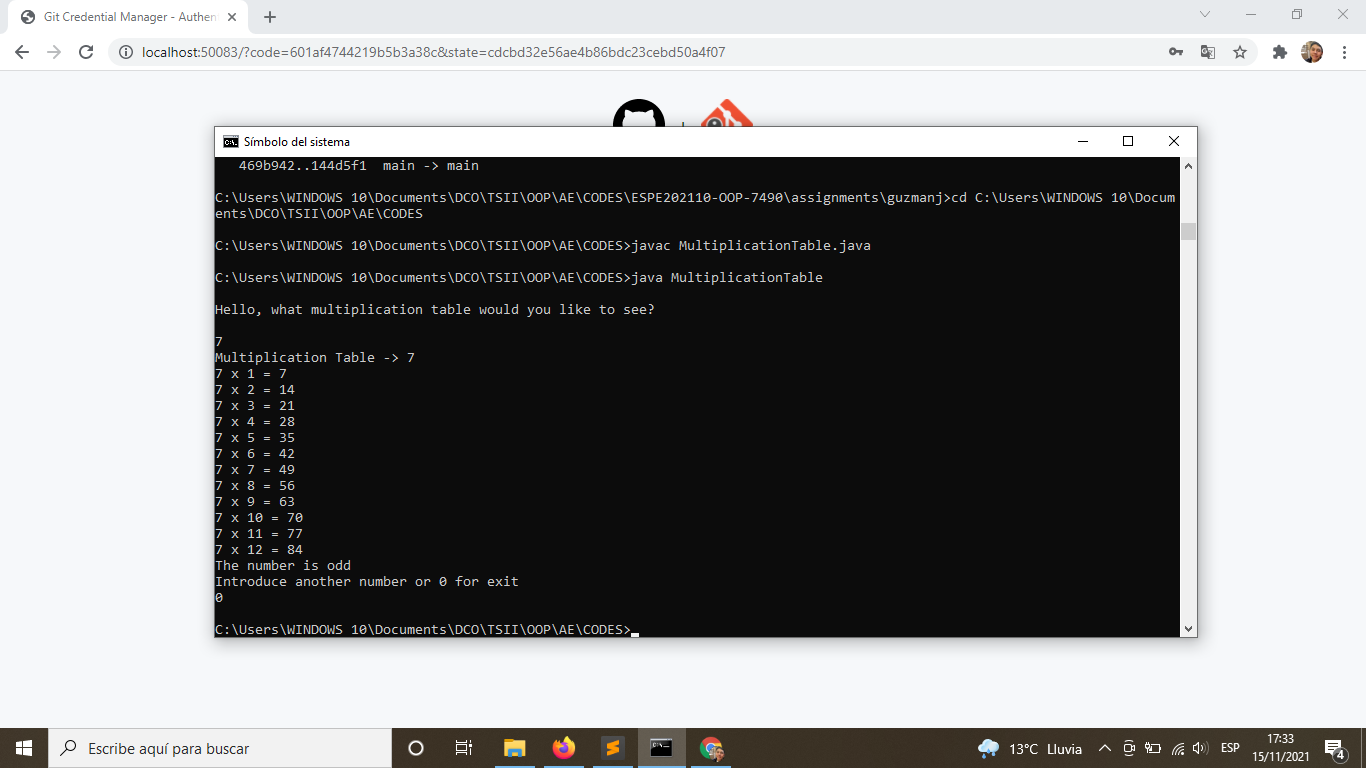 Git Credential Manager - Authen
localhost:50083/?code=601af4744219b5b3a38c&state=cdcbd32e56ae4b86bdc23cebd50a4f07
Símbolo del sistema
469b942..144d5f1  main -> main
C:\Users\WINDOWS 10\Documents\DCO\TSII\OOP\AE\CODES\ESPE202110-OOP-7490\assignments\guzmanj>cd C:\Users\WINDOWS 10\Docum
ents\DCO\TSII\OOP\AE\CODES
C:\Users\WINDOWS 10\Documents\DCO\TSII\OOP\AE\CODES>javac MultiplicationTable.java
C:\Users\WINDOWS 10\Documents\DCO\TSII\OOP\AE\CODES>java MultiplicationTable
Hello, what multiplication table would you like to see?
7
Multiplication Table -> 7
7 x 1 = 7
7 x 2 = 14
7 x 3 = 21
7 x 4 = 28
7 x 5 = 35
7 x 6 = 42
7 x 7 = 49
7 x 8 = 56
7 x 9 = 63
7 x 10 = 70
7 x 11 = 77
7 x 12 = 84
The number is odd
Introduce another number or 0 for exit
0
C:\Users\WINDOWS 10\Documents\DCO\TSII\OOP\AE\CODES>
Escribe aquí para buscar
13°C Lluvia
ESP
17:33
15/11/2021
4